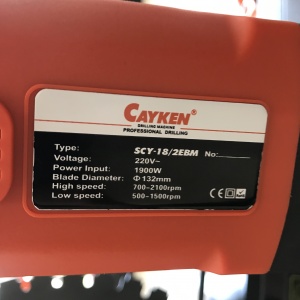 CAYKEN®
DRILLING MACHINE
PROFESSIONAL DRILLING
Type: SCY-18/2EBM No:
Voltage: 220V~
Power Input: 1900W
Blade Diameter: Φ132mm
High speed: 700-2100rpm
Low speed: 500-1500rpm
CE